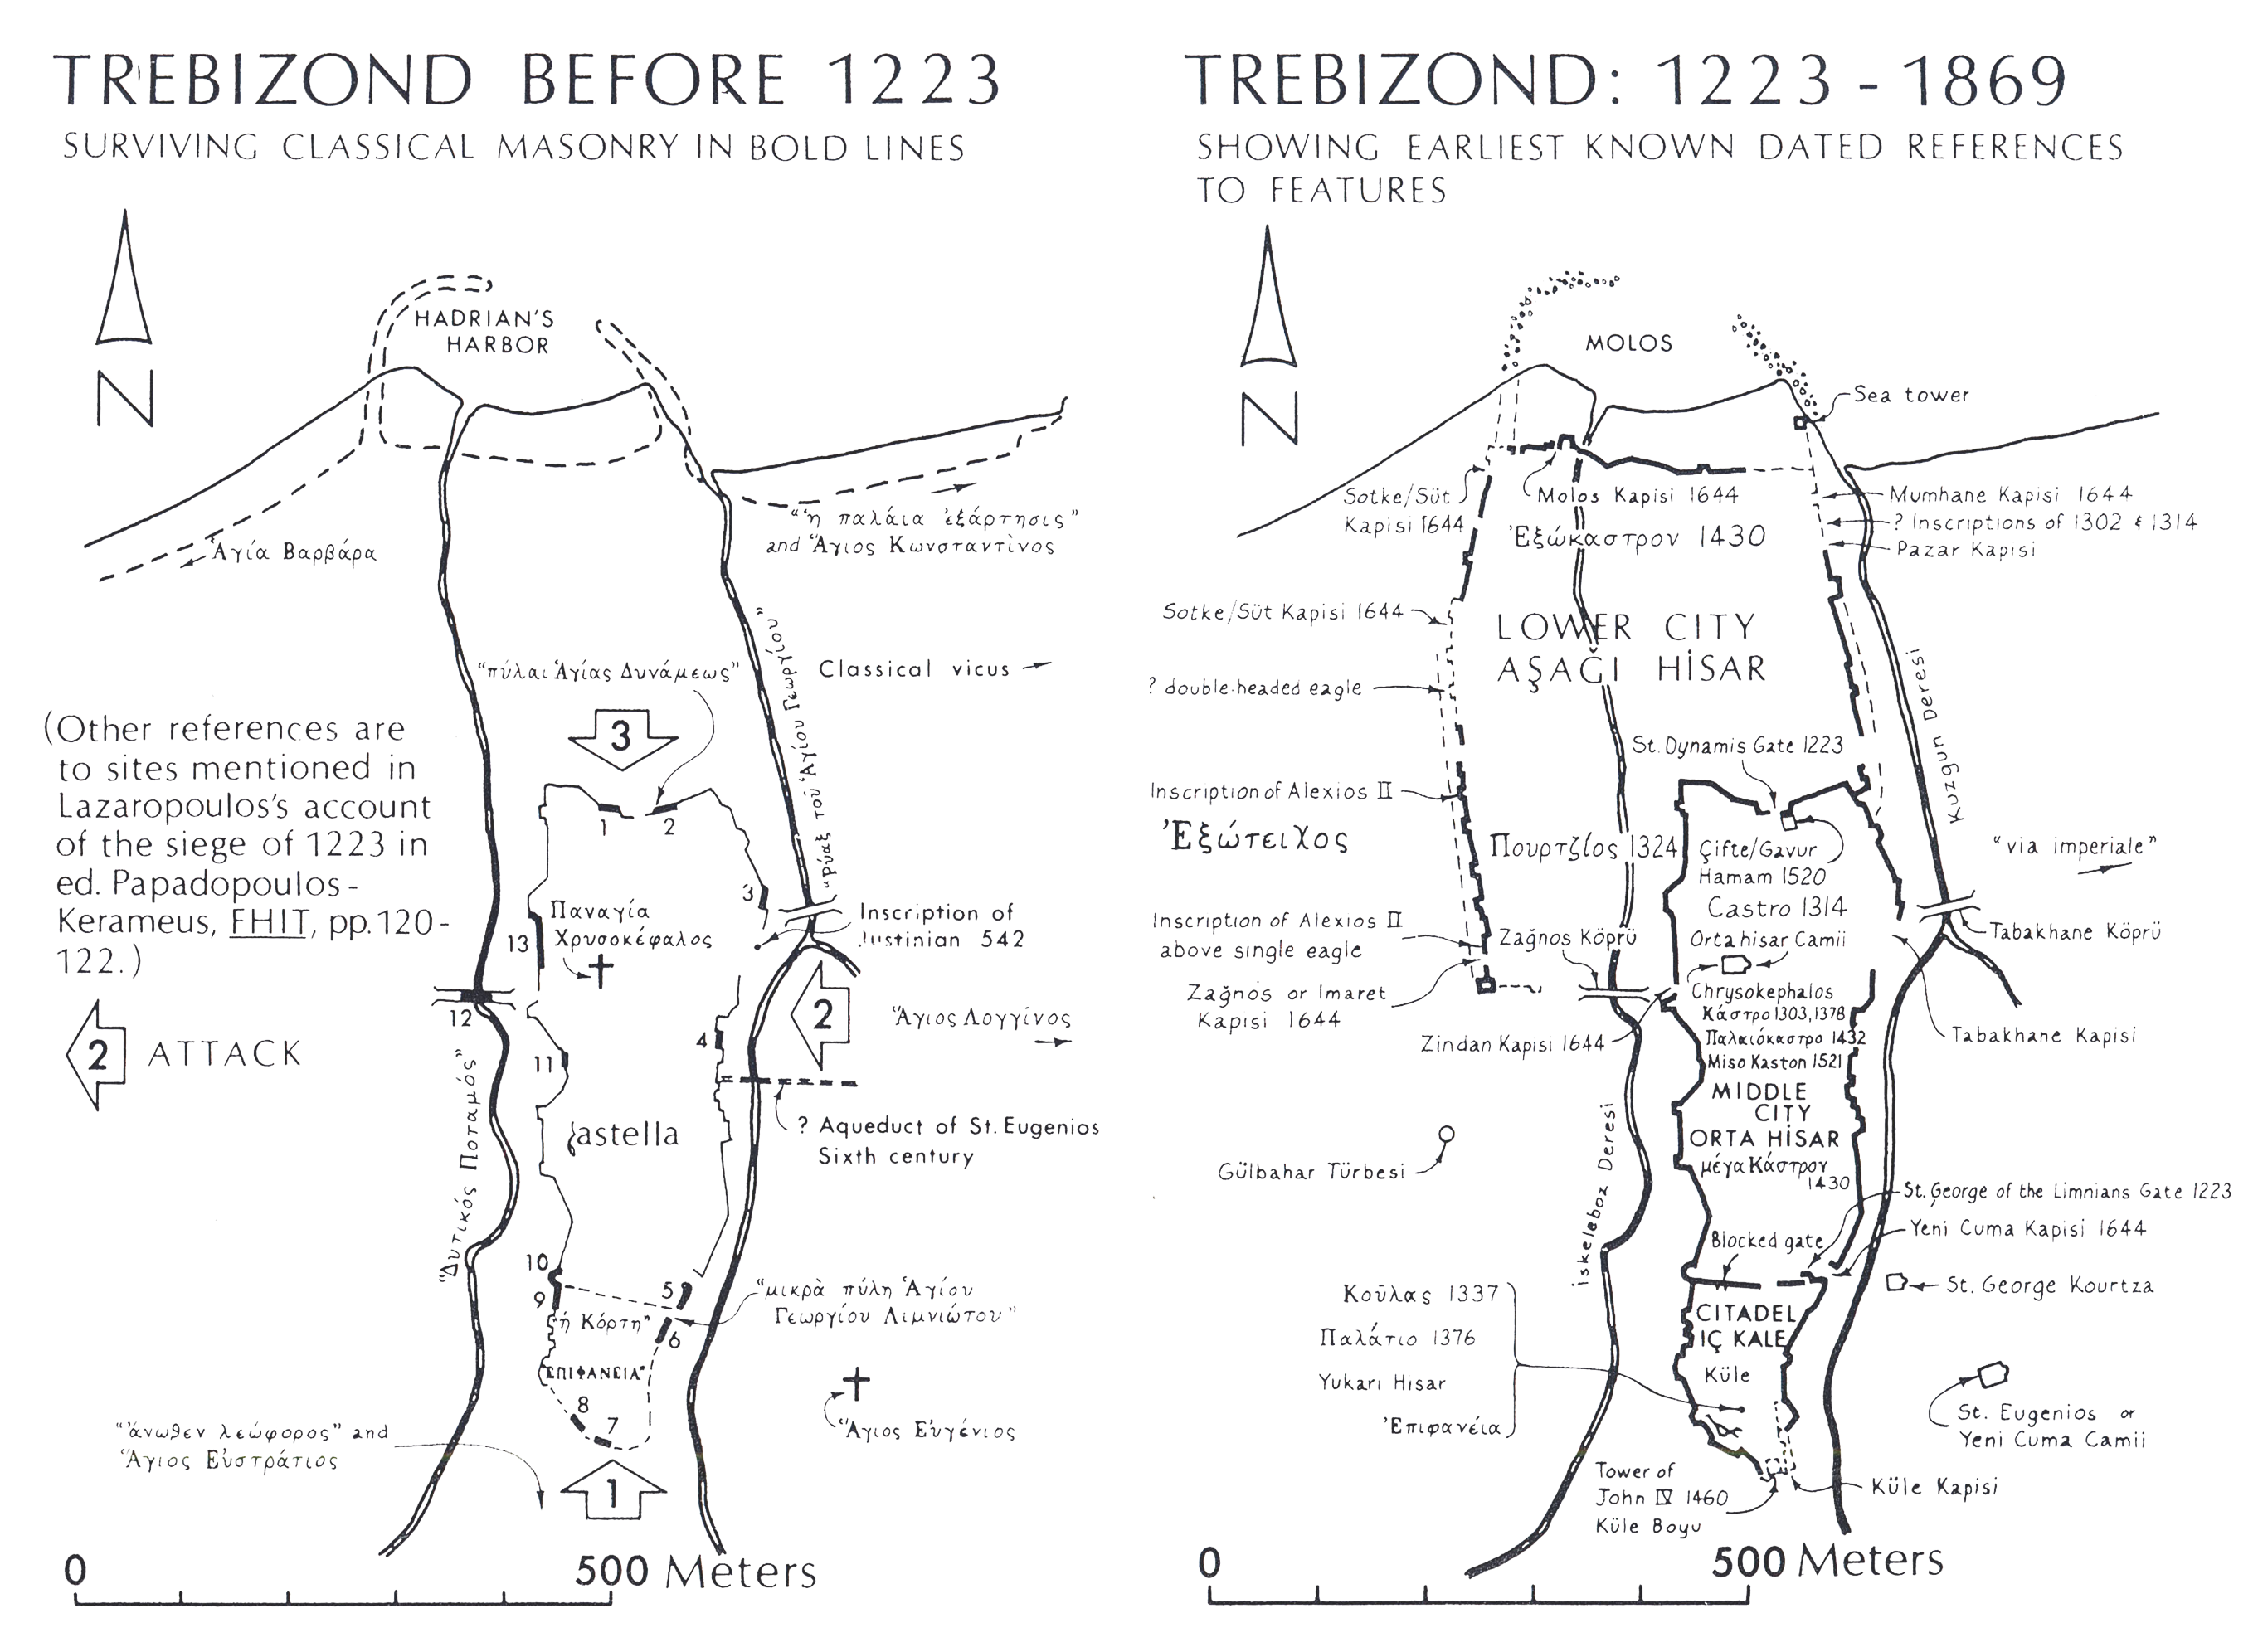 TREBIZOND BEFORE 1223
SURVIVING CLASSICAL MASONRY IN BOLD LINES
N
HADRIAN'S
HARBOR
Ἁγία Βαρβάρα
"ἡ παλάια ἐξάρτησις"
and Ἅγιος Κωνσταντῖνος
"ῥύαξ τοῦ Ἁγίου Γεωργίου"
Classical vicus
"πύλαι Ἁγίας Δυνάμεως"
(Other references are
to sites mentioned in
Lazaropoulos's account
of the siege of 1223 in
ed. Papadopoulos-
Kerameus, FHIT, pp. 120-
122.)
3
1
2
3
Παναγία
Χρυσοκέφαλος
13
Inscription of
Justinian 542
2 ATTACK
12
11
4
2
Ἅγιος Λογγῖνος
? Aqueduct of St. Eugenios
Sixth century
"Δυτικός Ποταμός"
astella
10
9
5
6
"ἡ Κόρτη"
"μικρὰ πύλη Ἁγίου
Γεωργίου Λιμνιώτου"
"ἐπιφάνεια"
8
7
Ἅγιος Εὐγένιος
"ἄνωθεν λεώφορος" and
Ἅγιος Εὐστράτιος
1
0
500 Meters
TREBIZOND: 1223 - 1869
SHOWING EARLIEST KNOWN DATED REFERENCES
TO FEATURES
N
MOLOS
Sea tower
Sotke/Süt
Kapisi 1644
Molos Kapisi 1644
Ἐξώκαστρον 1430
Mumhane Kapisi 1644
? Inscriptions of 1302 & 1314
Pazar Kapisi
Sotke/Süt Kapisi 1644
LOWER CITY
AŞAGI HİSAR
? double-headed eagle
Kuzgun Deresi
St. Dynamis Gate 1223
Inscription of Alexios II
Ἐξώτειχος
Πουρτζίος 1324
Çifte/Gavur
Hamam 1520
"via imperiale"
Castro 1314
Inscription of Alexios II
above single eagle
Zağnos Köprü
Orta hisar Camii
Tabakhane Köprü
Zağnos or Imaret
Kapisi 1644
Chrysokephalos
Κάστρο 1303, 1378
Zindan Kapisi 1644
Παλαιόκαστρο 1432
Tabakhane Kapisi
Miso Kaston 1521
MIDDLE
CITY
ORTA HİSAR
μέγα Κάστρον
1430
Gülbahar Türbesi
İskeleboz Deresi
St. George of the Limnians Gate 1223
Yeni Cuma Kapisi 1644
Blocked gate
St. George Kourtza
Κούλας 1337
Παλάτιο 1376
Yukarı Hisar
Ἐπιφανέια
CITADEL
IÇ KALE
Küle
St. Eugenios or
Yeni Cuma Camii
Tower of
John IV 1460
Küle Boyu
Küle Kapisi
0
500 Meters